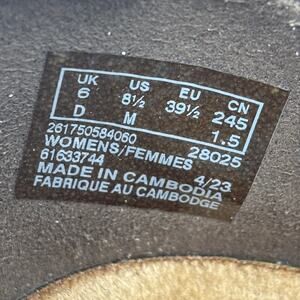 UK US EU CN
6 8½ 39½ 245
D M 1.5
261750584060 28025
WOMENS/FEMMES
61633744 4/23
MADE IN CAMBODIA
FABRIQUE AU CAMBODGE